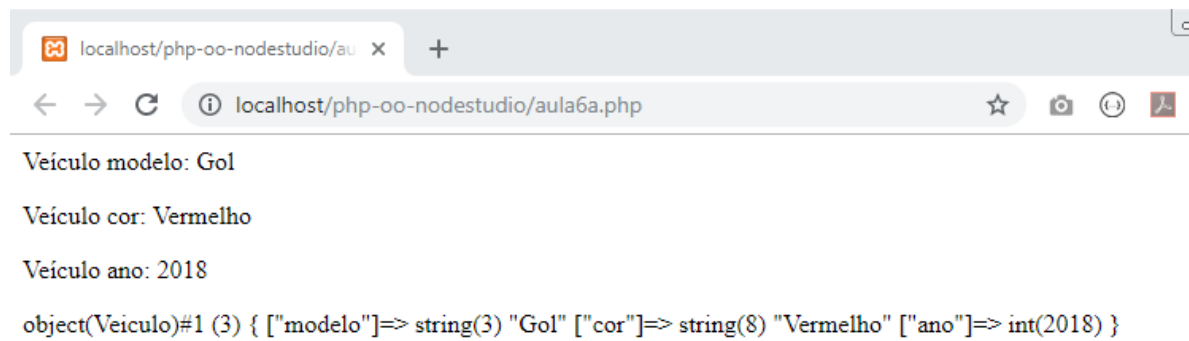 localhost/php-oo-nodestudio/au
localhost/php-oo-nodestudio/aula6a.php
Veículo modelo: Gol
Veículo cor: Vermelho
Veículo ano: 2018
object(Veiculo)#1 (3) { ["modelo"]=> string(3) "Gol" ["cor"]=> string(8) "Vermelho" ["ano"]=> int(2018) }